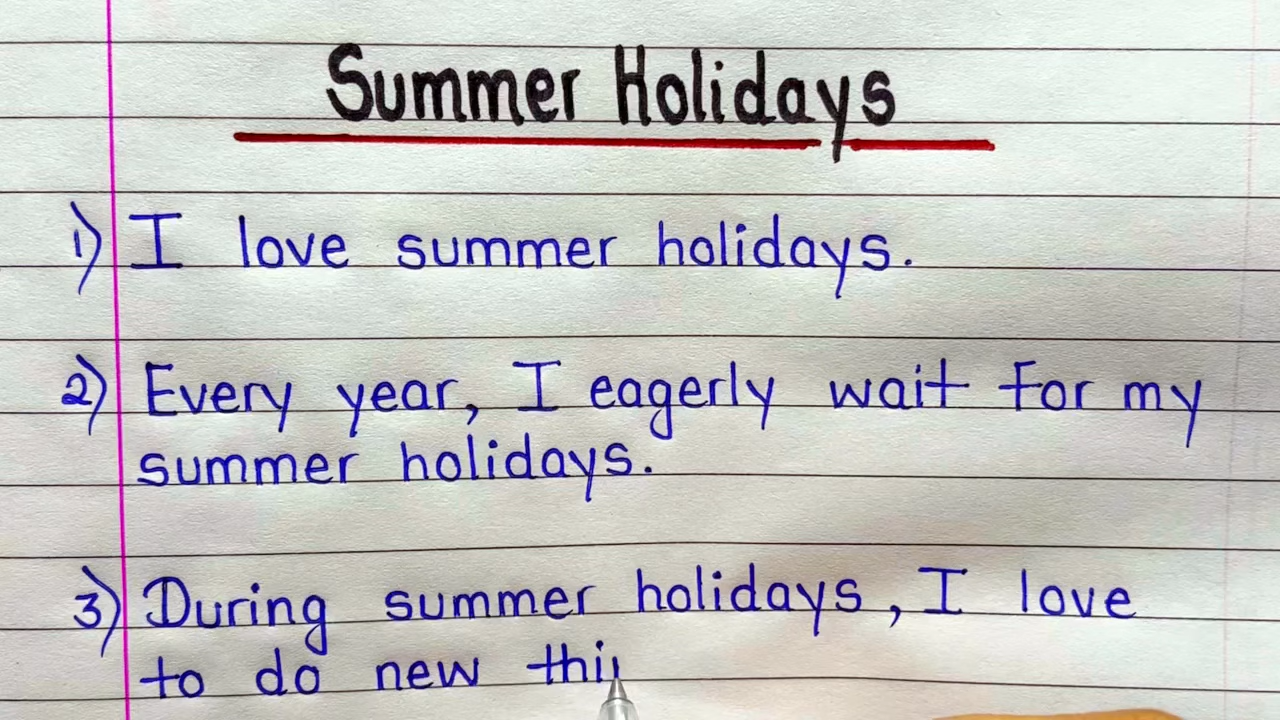 Summer Holidays
1) I love summer holidays.
2) Every year, I eagerly wait for my
summer holidays.
3) During summer holidays, I love
to do new thi